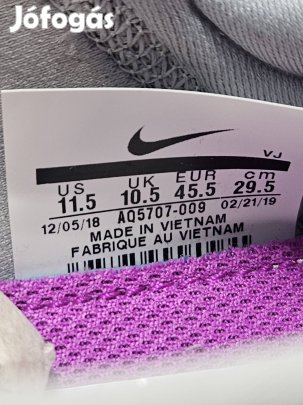 Jófogás
VJ
US UK EUR cm
11.5 10.5 45.5 29.5
12/05/18 AQ5707-009 02/21/19
MADE IN VIETNAM
FABRIQUE AU VIETNAM